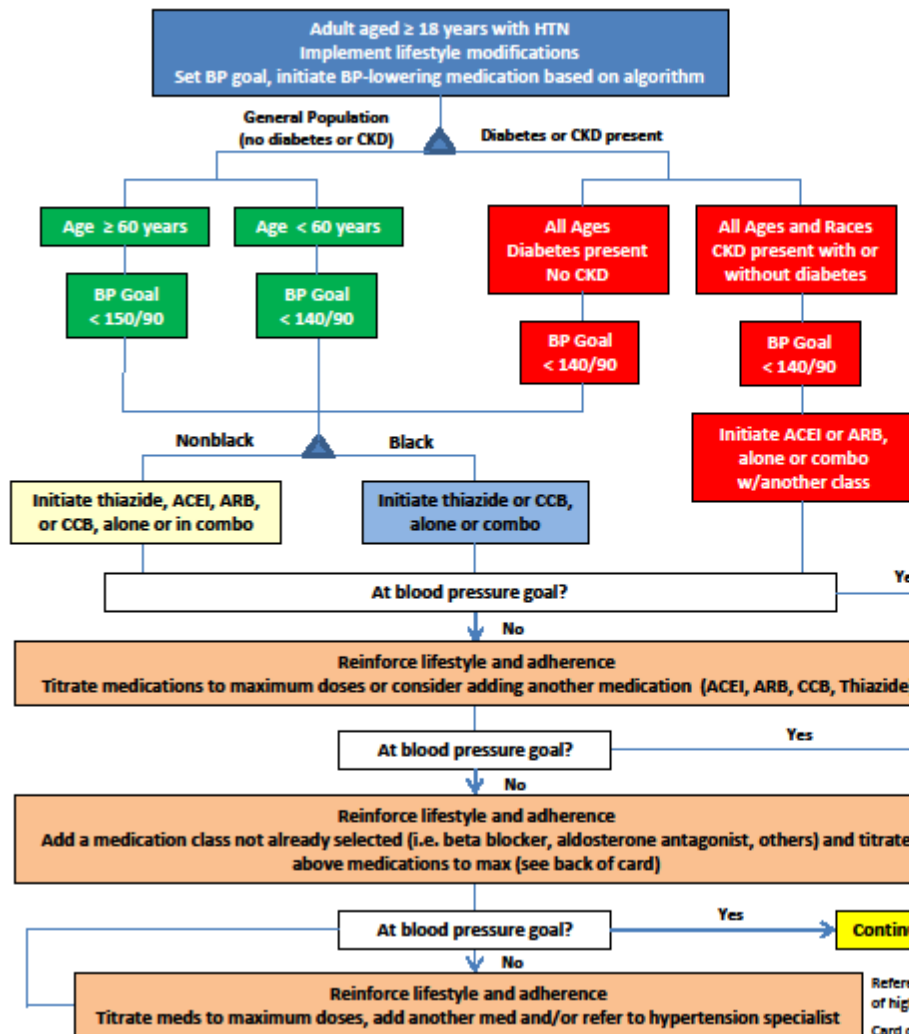 Adult aged ≥ 18 years with HTN
Implement lifestyle modifications
Set BP goal, initiate BP-lowering medication based on algorithm
General Population
(no diabetes or CKD)
Diabetes or CKD present
Age ≥ 60 years
Age < 60 years
All Ages
Diabetes present
No CKD
All Ages and Races
CKD present with or
without diabetes
BP Goal
< 150/90
BP Goal
< 140/90
BP Goal
< 140/90
BP Goal
< 140/90
Nonblack
Black
Initiate ACEI or ARB,
alone or combo
w/another class
Initiate thiazide, ACEI, ARB,
or CCB, alone or in combo
Initiate thiazide or CCB,
alone or combo
At blood pressure goal?
Ye
No
Reinforce lifestyle and adherence
Titrate medications to maximum doses or consider adding another medication (ACEI, ARB, CCB, Thiazide
At blood pressure goal?
Yes
No
Reinforce lifestyle and adherence
Add a medication class not already selected (i.e. beta blocker, aldosterone antagonist, others) and titrate
above medications to max (see back of card)
At blood pressure goal?
Yes
Continu
No
Reinforce lifestyle and adherence
Titrate meds to maximum doses, add another med and/or refer to hypertension specialist
Refere
of hig
Card